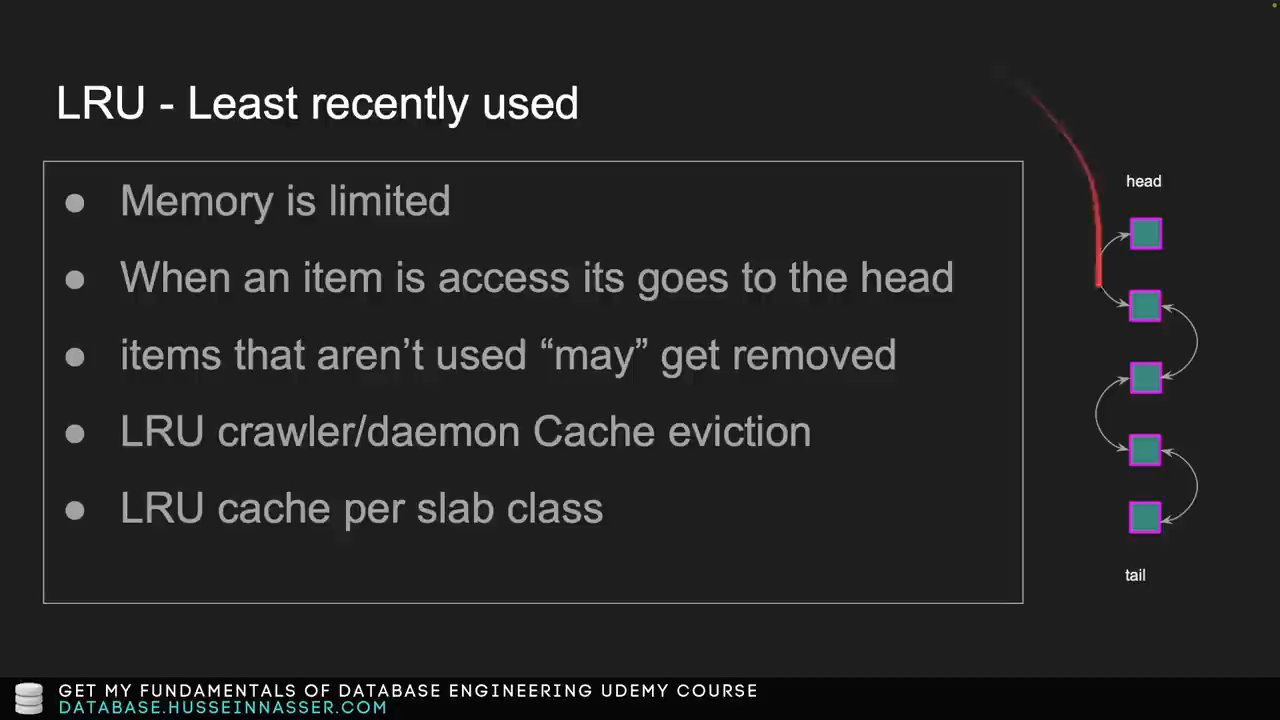 LRU - Least recently used
● Memory is limited
● When an item is access its goes to the head
● items that aren’t used “may” get removed
● LRU crawler/daemon Cache eviction
● LRU cache per slab class
head
tail
GET MY FUNDAMENTALS OF DATABASE ENGINEERING UDEMY COURSE
DATABASE.HUSSEINNASSER.COM